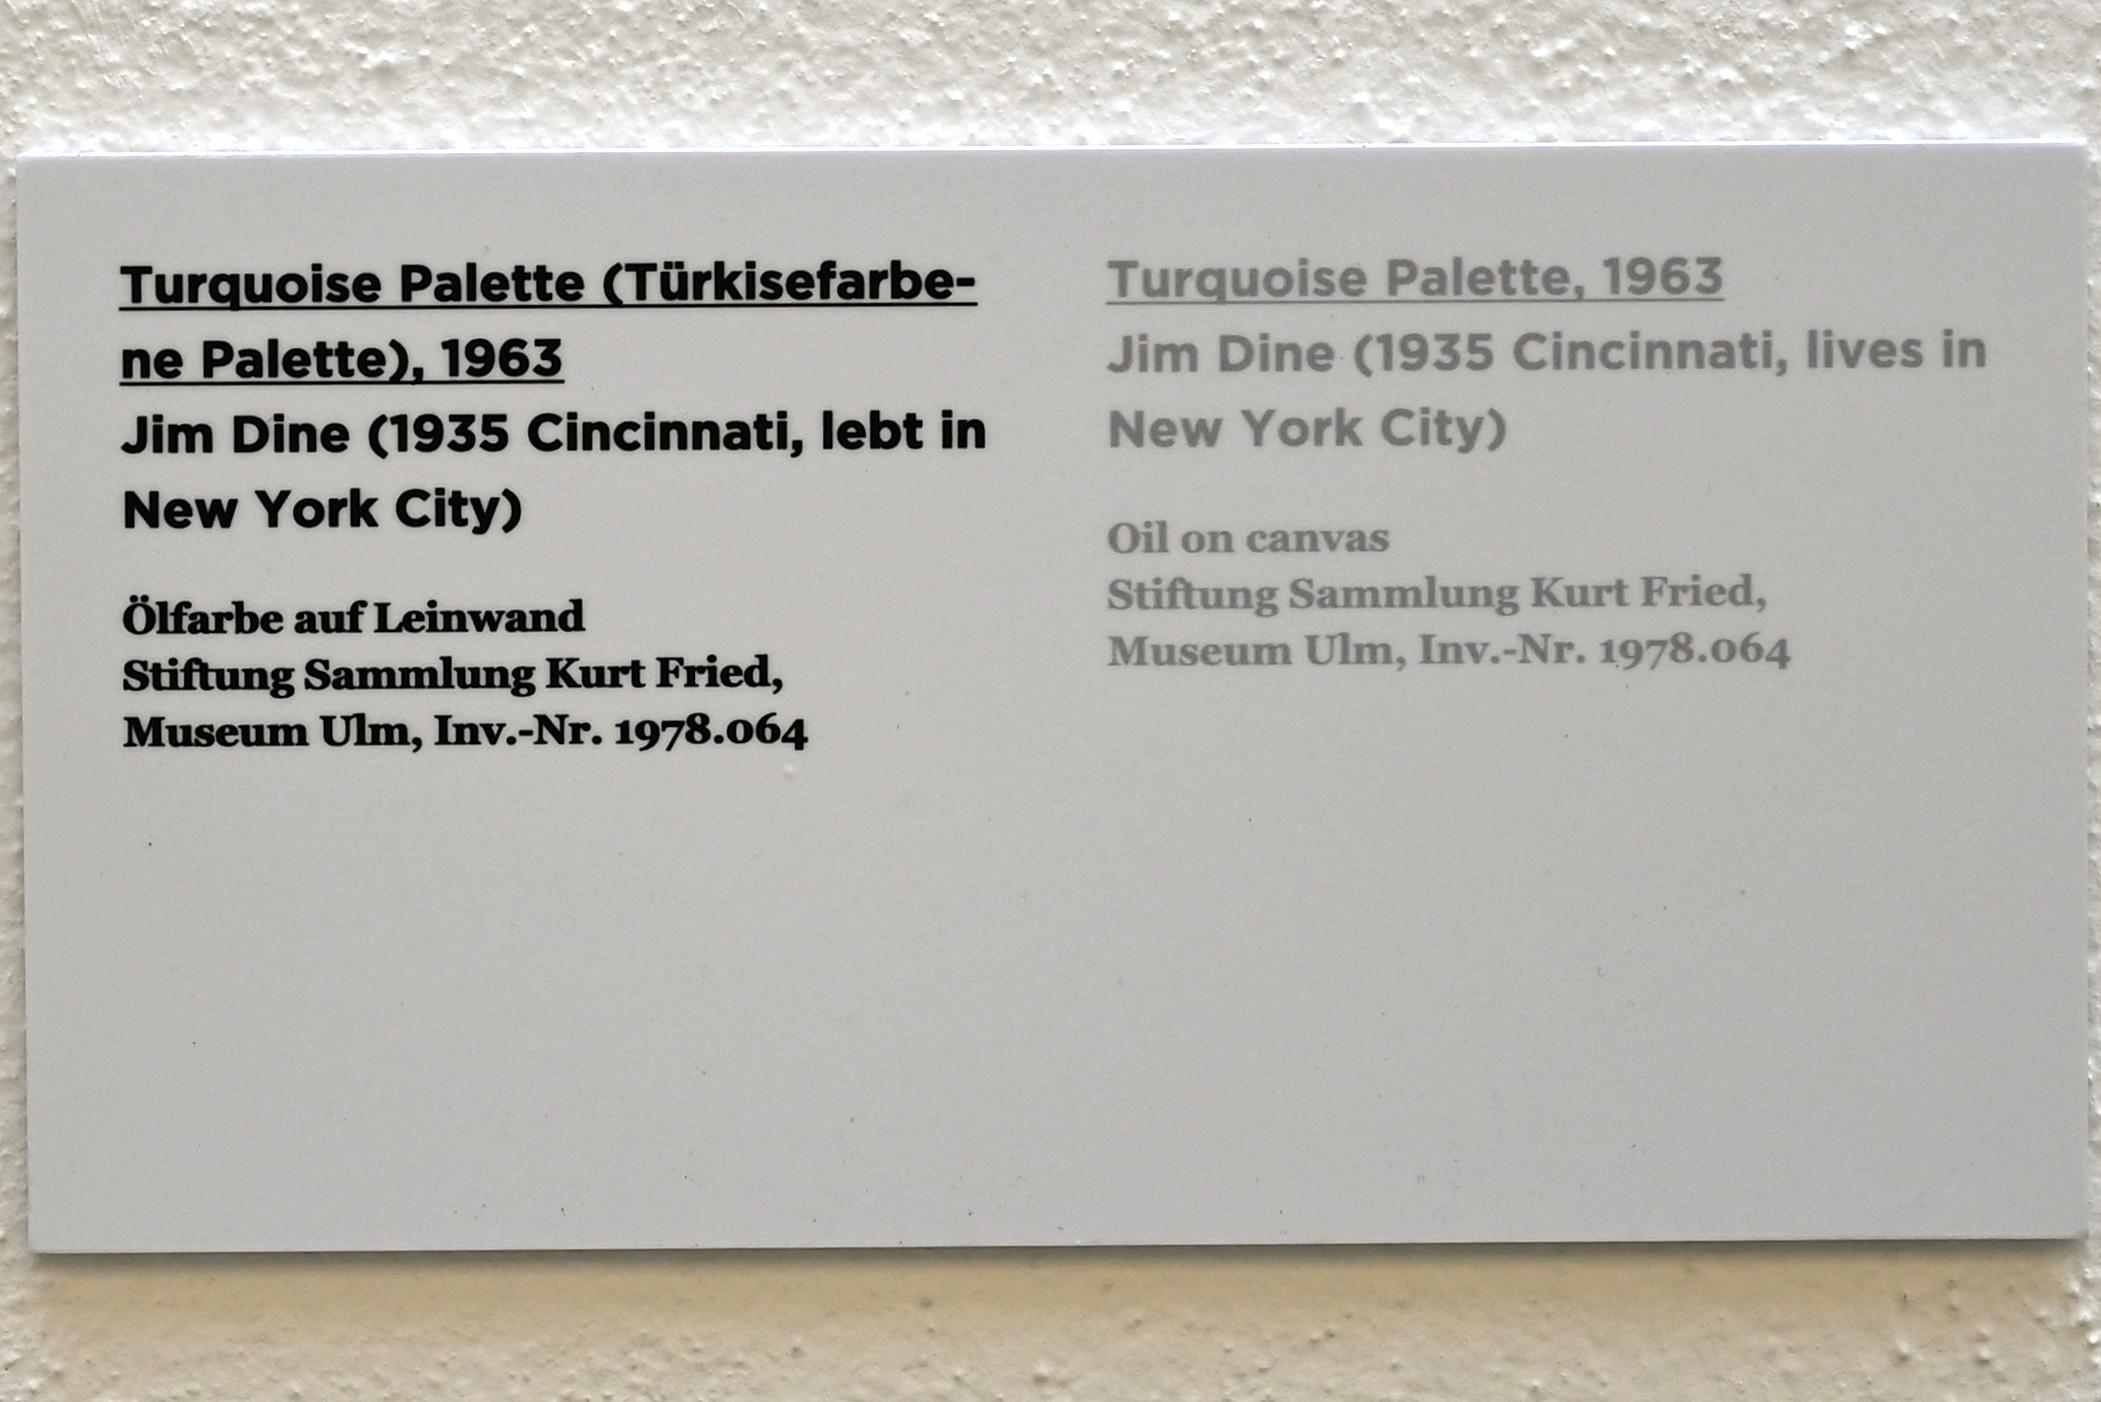 Turquoise Palette (Türkisefarbe-
ne Palette), 1963
Jim Dine (1935 Cincinnati, lebt in
New York City)
Ölfarbe auf Leinwand
Stiftung Sammlung Kurt Fried,
Museum Ulm, Inv.-Nr. 1978.064
Turquoise Palette, 1963
Jim Dine (1935 Cincinnati, lives in
New York City)
Oil on canvas
Stiftung Sammlung Kurt Fried,
Museum Ulm, Inv.-Nr. 1978.064